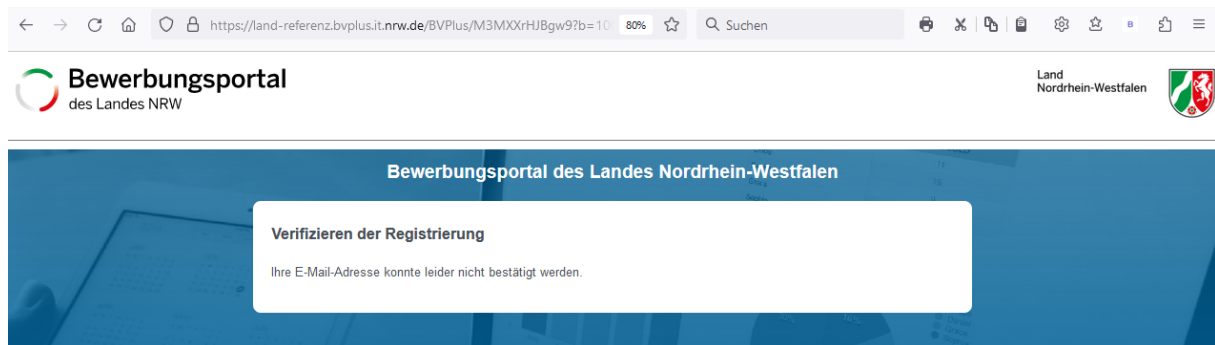 https://land-referenz.bvplus.it.nrw.de/BVPlus/M3MXXrHJBgw9?b=10 80% Suchen
Bewerbungsportal
des Landes NRW
Land
Nordrhein-Westfalen
Bewerbungsportal des Landes Nordrhein-Westfalen
Verifizieren der Registrierung
Ihre E-Mail-Adresse konnte leider nicht bestätigt werden.